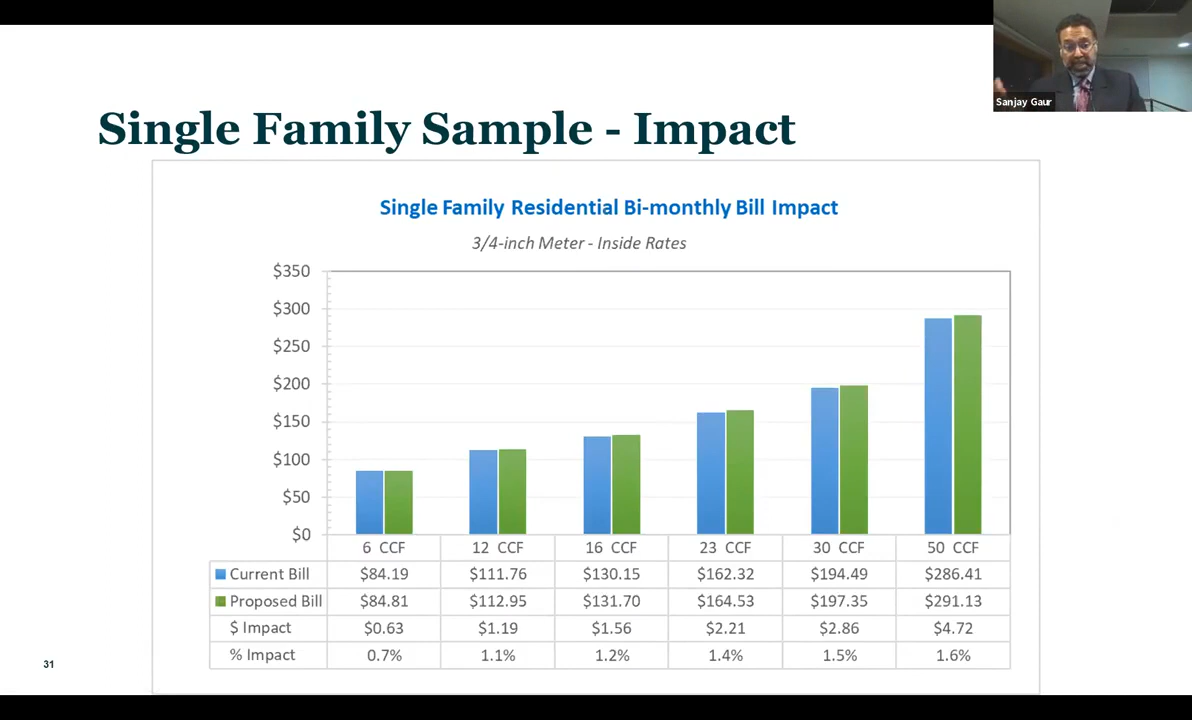 Sanjay Gaur
Single Family Sample - Impact
Single Family Residential Bi-monthly Bill Impact
3/4-inch Meter - Inside Rates
$350
$300
$250
$200
$150
$100
$50
$0
6 CCF 12 CCF 16 CCF 23 CCF 30 CCF 50 CCF
Current Bill $84.19 $111.76 $130.15 $162.32 $194.49 $286.41
Proposed Bill $84.81 $112.95 $131.70 $164.53 $197.35 $291.13
$ Impact $0.63 $1.19 $1.56 $2.21 $2.86 $4.72
% Impact 0.7% 1.1% 1.2% 1.4% 1.5% 1.6%
31